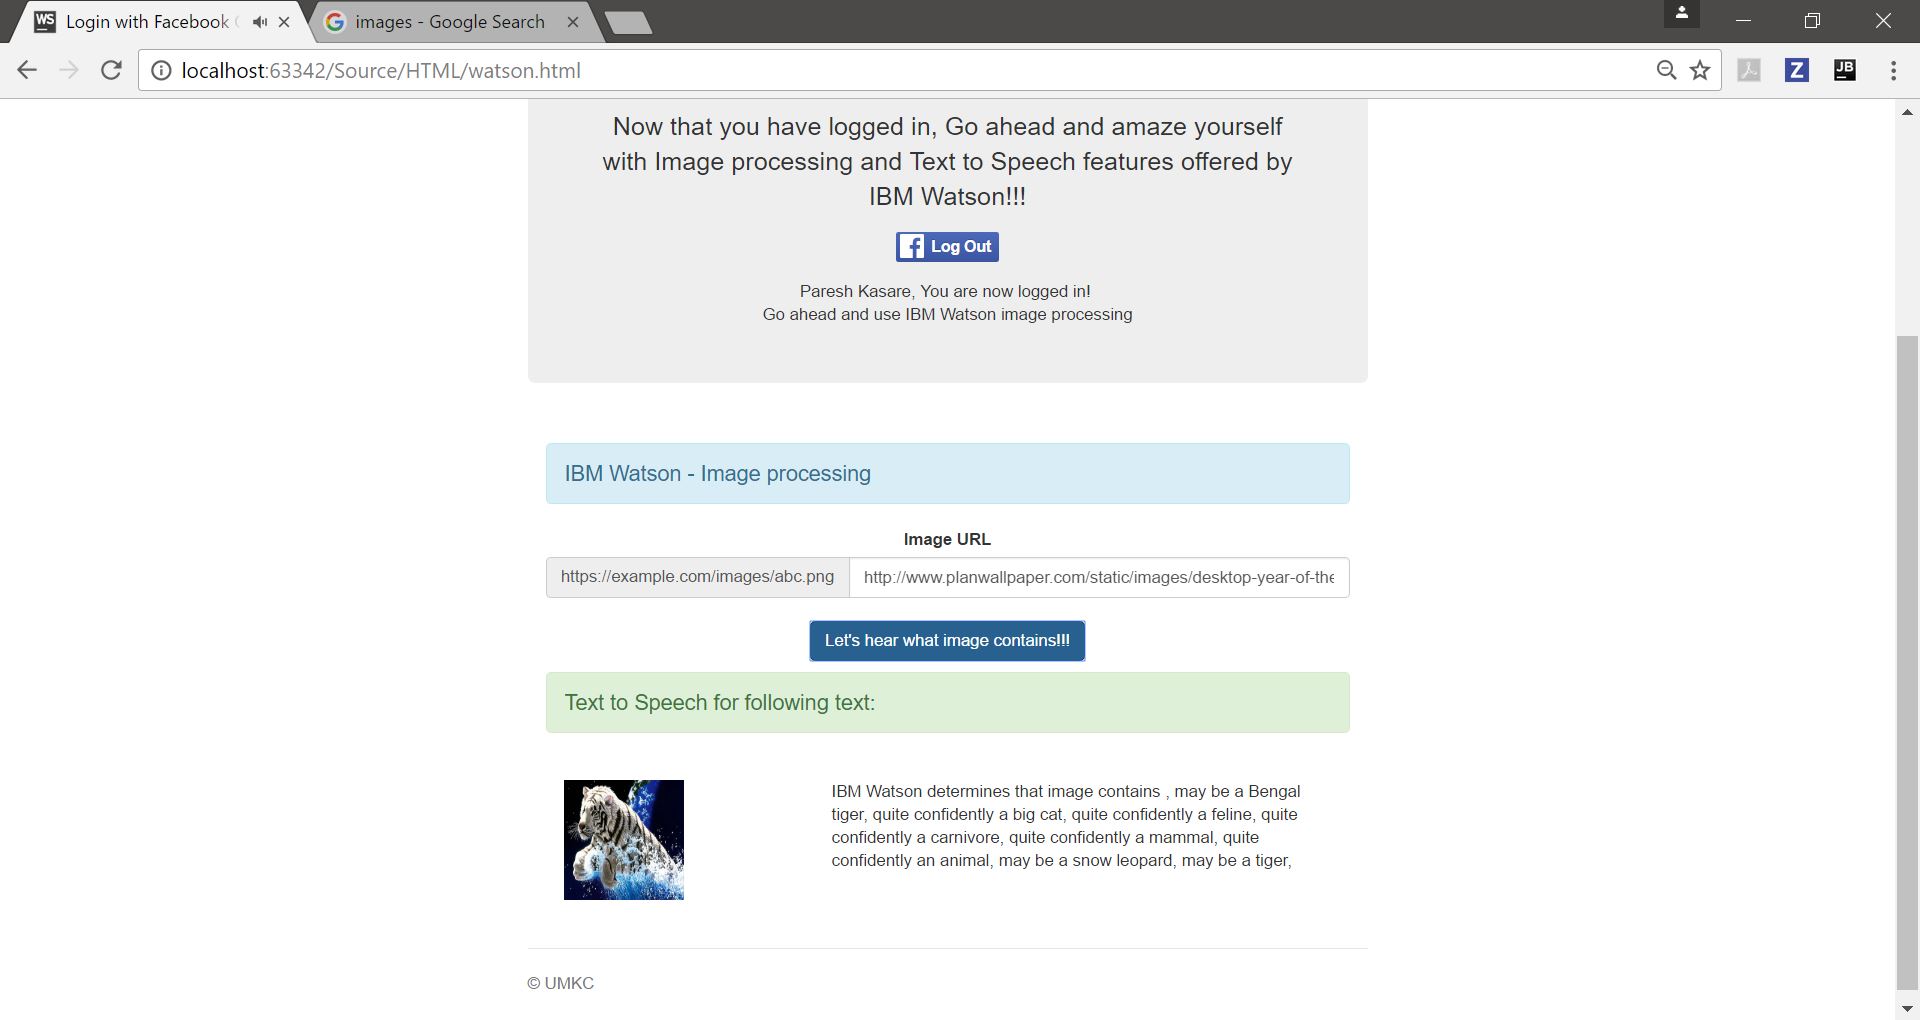 WS Login with Facebook
images - Google Search
localhost:63342/Source/HTML/watson.html
Z
JB
Now that you have logged in, Go ahead and amaze yourself
with Image processing and Text to Speech features offered by
IBM Watson!!!
Log Out
Paresh Kasare, You are now logged in!
Go ahead and use IBM Watson image processing
IBM Watson - Image processing
Image URL
https://example.com/images/abc.png http://www.planwallpaper.com/static/images/desktop-year-of-the
Let's hear what image contains!!!
Text to Speech for following text:
IBM Watson determines that image contains , may be a Bengal
tiger, quite confidently a big cat, quite confidently a feline, quite
confidently a carnivore, quite confidently a mammal, quite
confidently an animal, may be a snow leopard, may be a tiger,
© UMKC